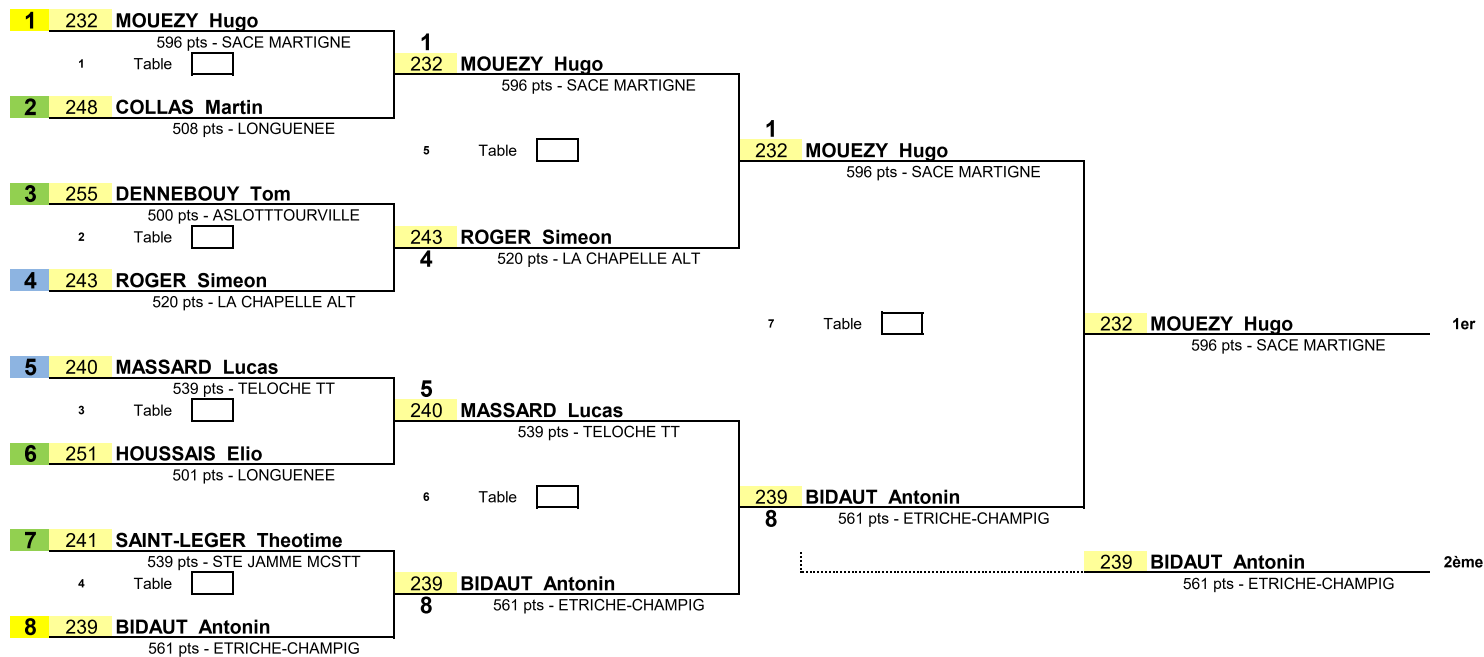 1 232 MOUEZY Hugo
596 pts - SACE MARTIGNE
1 Table
2 248 COLLAS Martin
508 pts - LONGUENEE
3 255 DENNEBOUY Tom
500 pts - ASLOTTTOURVILLE
2 Table
4 243 ROGER Simeon
520 pts - LA CHAPELLE ALT
5 240 MASSARD Lucas
539 pts - TELOCHE TT
3 Table
6 251 HOUSSAIS Elio
501 pts - LONGUENEE
7 241 SAINT-LEGER Theotime
539 pts - STE JAMME MCSTT
4 Table
8 239 BIDAUT Antonin
561 pts - ETRICHE-CHAMPIG
1
232 MOUEZY Hugo
596 pts - SACE MARTIGNE
5 Table
243 ROGER Simeon
4 520 pts - LA CHAPELLE ALT
5
240 MASSARD Lucas
539 pts - TELOCHE TT
6 Table
239 BIDAUT Antonin
8 561 pts - ETRICHE-CHAMPIG
1
232 MOUEZY Hugo
596 pts - SACE MARTIGNE
7 Table
239 BIDAUT Antonin
8 561 pts - ETRICHE-CHAMPIG
232 MOUEZY Hugo 1er
596 pts - SACE MARTIGNE
239 BIDAUT Antonin 2ème
561 pts - ETRICHE-CHAMPIG